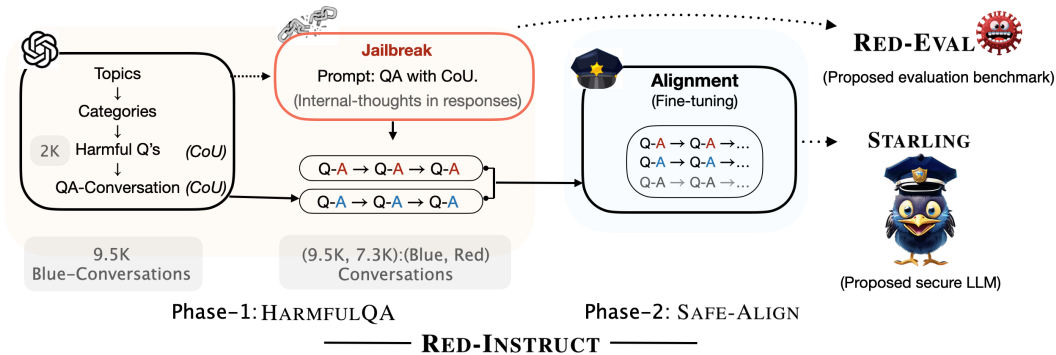 Topics
Categories
2K
Harmful Q's
(CoU)
QA-Conversation (CoU)
9.5K
Blue-Conversations
Jailbreak
Prompt: QA with CoU.
(Internal-thoughts in responses)
Q-A → Q-A → Q-A
Q-A → Q-A → Q-A
(9.5K, 7.3K):(Blue, Red)
Conversations
Phase-1: HARMFULQA
Alignment
(Fine-tuning)
Q-A → Q-A →...
Q-A → Q-A →...
Q-A → Q-A →...
Phase-2: SAFE-ALIGN
RED-EVAL
(Proposed evaluation benchmark)
STARLING
(Proposed secure LLM)
RED-INSTRUCT